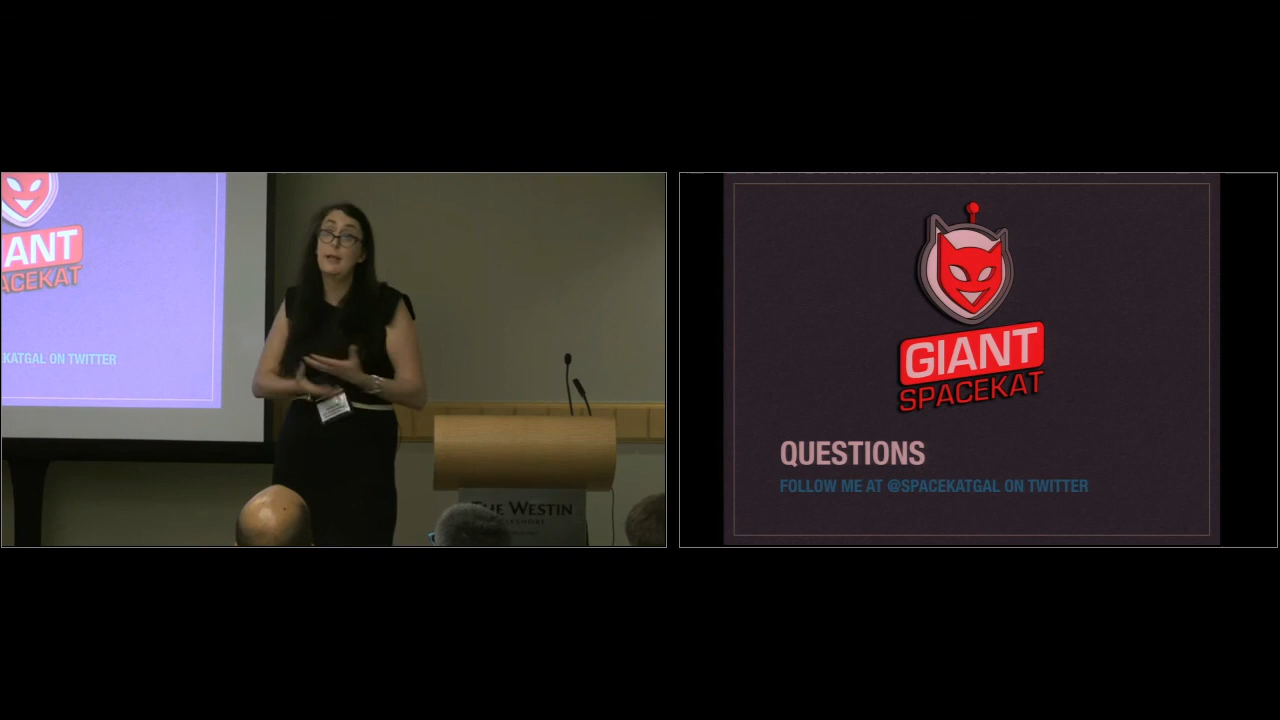 ANT
ACEKAT
KATGAL ON TWITTER
THE WESTIN
GIANT
SPACEKAT
QUESTIONS
FOLLOW ME AT @SPACEKATGAL ON TWITTER